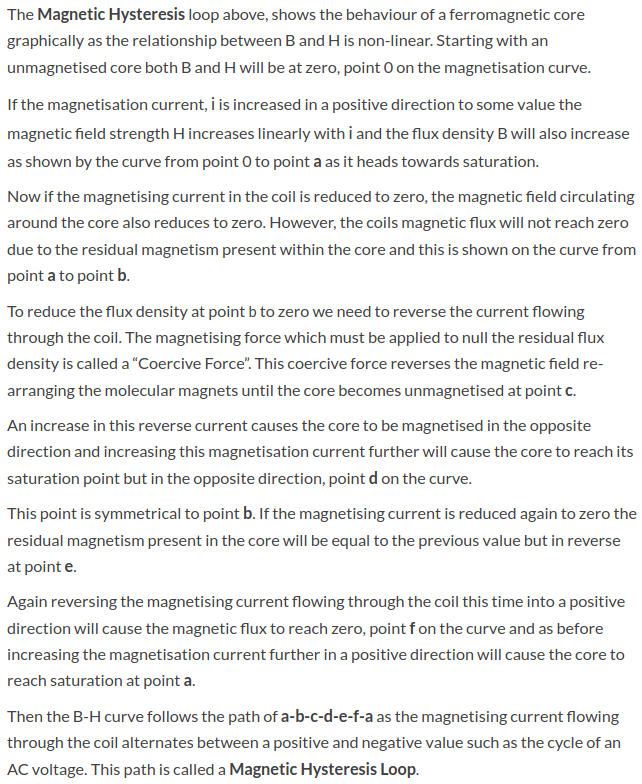 The Magnetic Hysteresis loop above, shows the behaviour of a ferromagnetic core
graphically as the relationship between B and H is non-linear. Starting with an
unmagnetised core both B and H will be at zero, point 0 on the magnetisation curve.
If the magnetisation current, i is increased in a positive direction to some value the
magnetic field strength H increases linearly with i and the flux density B will also increase
as shown by the curve from point 0 to point a as it heads towards saturation.
Now if the magnetising current in the coil is reduced to zero, the magnetic field circulating
around the core also reduces to zero. However, the coils magnetic flux will not reach zero
due to the residual magnetism present within the core and this is shown on the curve from
point a to point b.
To reduce the flux density at point b to zero we need to reverse the current flowing
through the coil. The magnetising force which must be applied to null the residual flux
density is called a “Coercive Force”. This coercive force reverses the magnetic field re-
arranging the molecular magnets until the core becomes unmagnetised at point c.
An increase in this reverse current causes the core to be magnetised in the opposite
direction and increasing this magnetisation current further will cause the core to reach its
saturation point but in the opposite direction, point d on the curve.
This point is symmetrical to point b. If the magnetising current is reduced again to zero the
residual magnetism present in the core will be equal to the previous value but in reverse
at point e.
Again reversing the magnetising current flowing through the coil this time into a positive
direction will cause the magnetic flux to reach zero, point f on the curve and as before
increasing the magnetisation current further in a positive direction will cause the core to
reach saturation at point a.
Then the B-H curve follows the path of a-b-c-d-e-f-a as the magnetising current flowing
through the coil alternates between a positive and negative value such as the cycle of an
AC voltage. This path is called a Magnetic Hysteresis Loop.